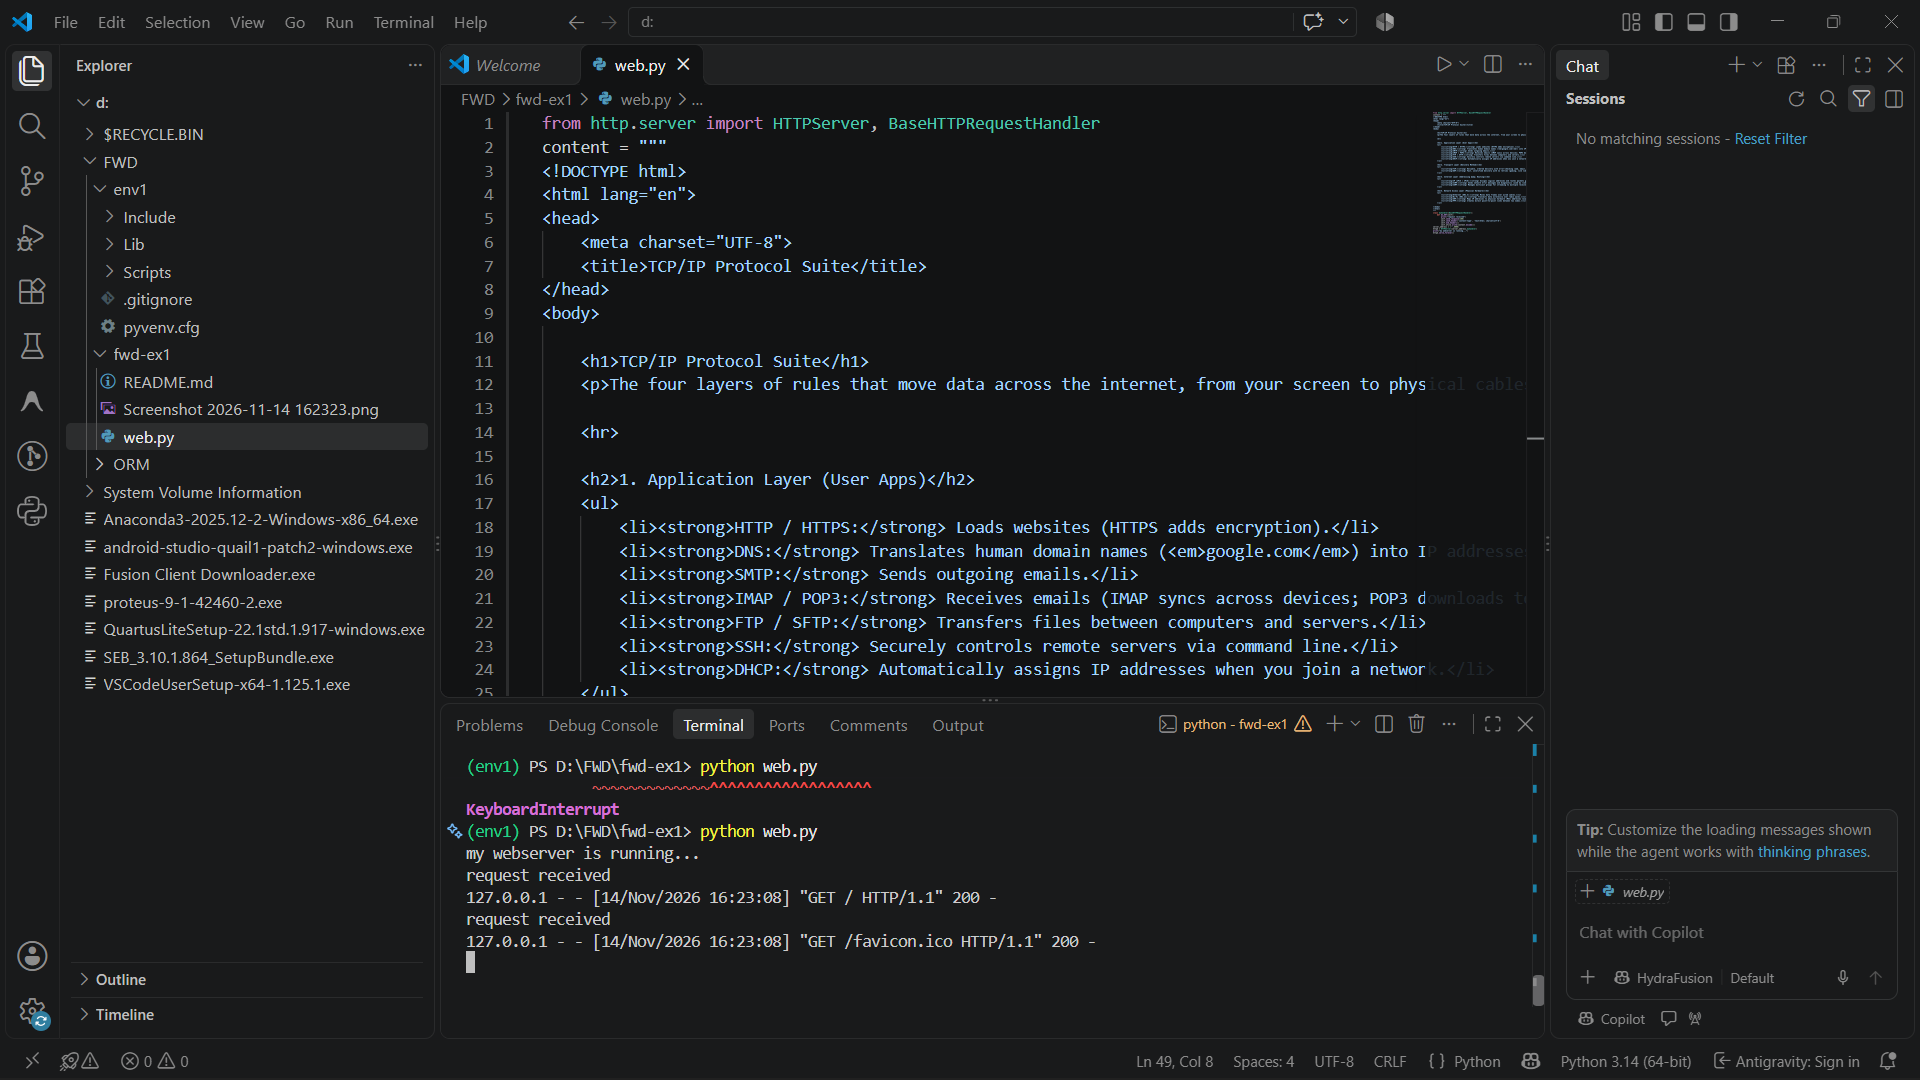 File Edit Selection View Go Run Terminal Help
d:
Explorer
d:
$RECYCLE.BIN
FWD
env1
Include
Lib
Scripts
.gitignore
pyvenv.cfg
fwd-ex1
README.md
Screenshot 2026-11-14 162323.png
web.py
ORM
System Volume Information
Anaconda3-2025.12-2-Windows-x86_64.exe
android-studio-quail1-patch2-windows.exe
Fusion Client Downloader.exe
proteus-9-1-42460-2.exe
QuartusLiteSetup-22.1std.1.917-windows.exe
SEB_3.10.1.864_SetupBundle.exe
VSCodeUserSetup-x64-1.125.1.exe
Outline
Timeline
Welcome
web.py
FWD > fwd-ex1 > web.py > ...
1 from http.server import HTTPServer, BaseHTTPRequestHandler
2 content = """
3 <!DOCTYPE html>
4 <html lang="en">
5 <head>
6 <meta charset="UTF-8">
7 <title>TCP/IP Protocol Suite</title>
8 </head>
9 <body>
10
11 <h1>TCP/IP Protocol Suite</h1>
12 <p>The four layers of rules that move data across the internet, from your screen to physical cable
13
14 <hr>
15
16 <h2>1. Application Layer (User Apps)</h2>
17 <ul>
18 <li><strong>HTTP / HTTPS:</strong> Loads websites (HTTPS adds encryption).</li>
19 <li><strong>DNS:</strong> Translates human domain names (<em>google.com</em>) into IP addresse
20 <li><strong>SMTP:</strong> Sends outgoing emails.</li>
21 <li><strong>IMAP / POP3:</strong> Receives emails (IMAP syncs across devices; POP3 downloads t
22 <li><strong>FTP / SFTP:</strong> Transfers files between computers and servers.</li>
23 <li><strong>SSH:</strong> Securely controls remote servers via command line.</li>
24 <li><strong>DHCP:</strong> Automatically assigns IP addresses when you join a network.</li>
25 </ul>
Problems Debug Console Terminal Ports Comments Output
python - fwd-ex1
(env1) PS D:\FWD\fwd-ex1> python web.py
~~~~~~~~~~~~~^^^^^^^^^^^^^^^^^^
KeyboardInterrupt
(env1) PS D:\FWD\fwd-ex1> python web.py
my webserver is running...
request received
127.0.0.1 - - [14/Nov/2026 16:23:08] "GET / HTTP/1.1" 200 -
request received
127.0.0.1 - - [14/Nov/2026 16:23:08] "GET /favicon.ico HTTP/1.1" 200 -
Chat
Sessions
No matching sessions - Reset Filter
Tip: Customize the loading messages shown
while the agent works with thinking phrases.
web.py
Chat with Copilot
HydraFusion Default
Copilot
0 0
Ln 49, Col 8 Spaces: 4 UTF-8 CRLF { } Python Python 3.14 (64-bit) Antigravity: Sign in